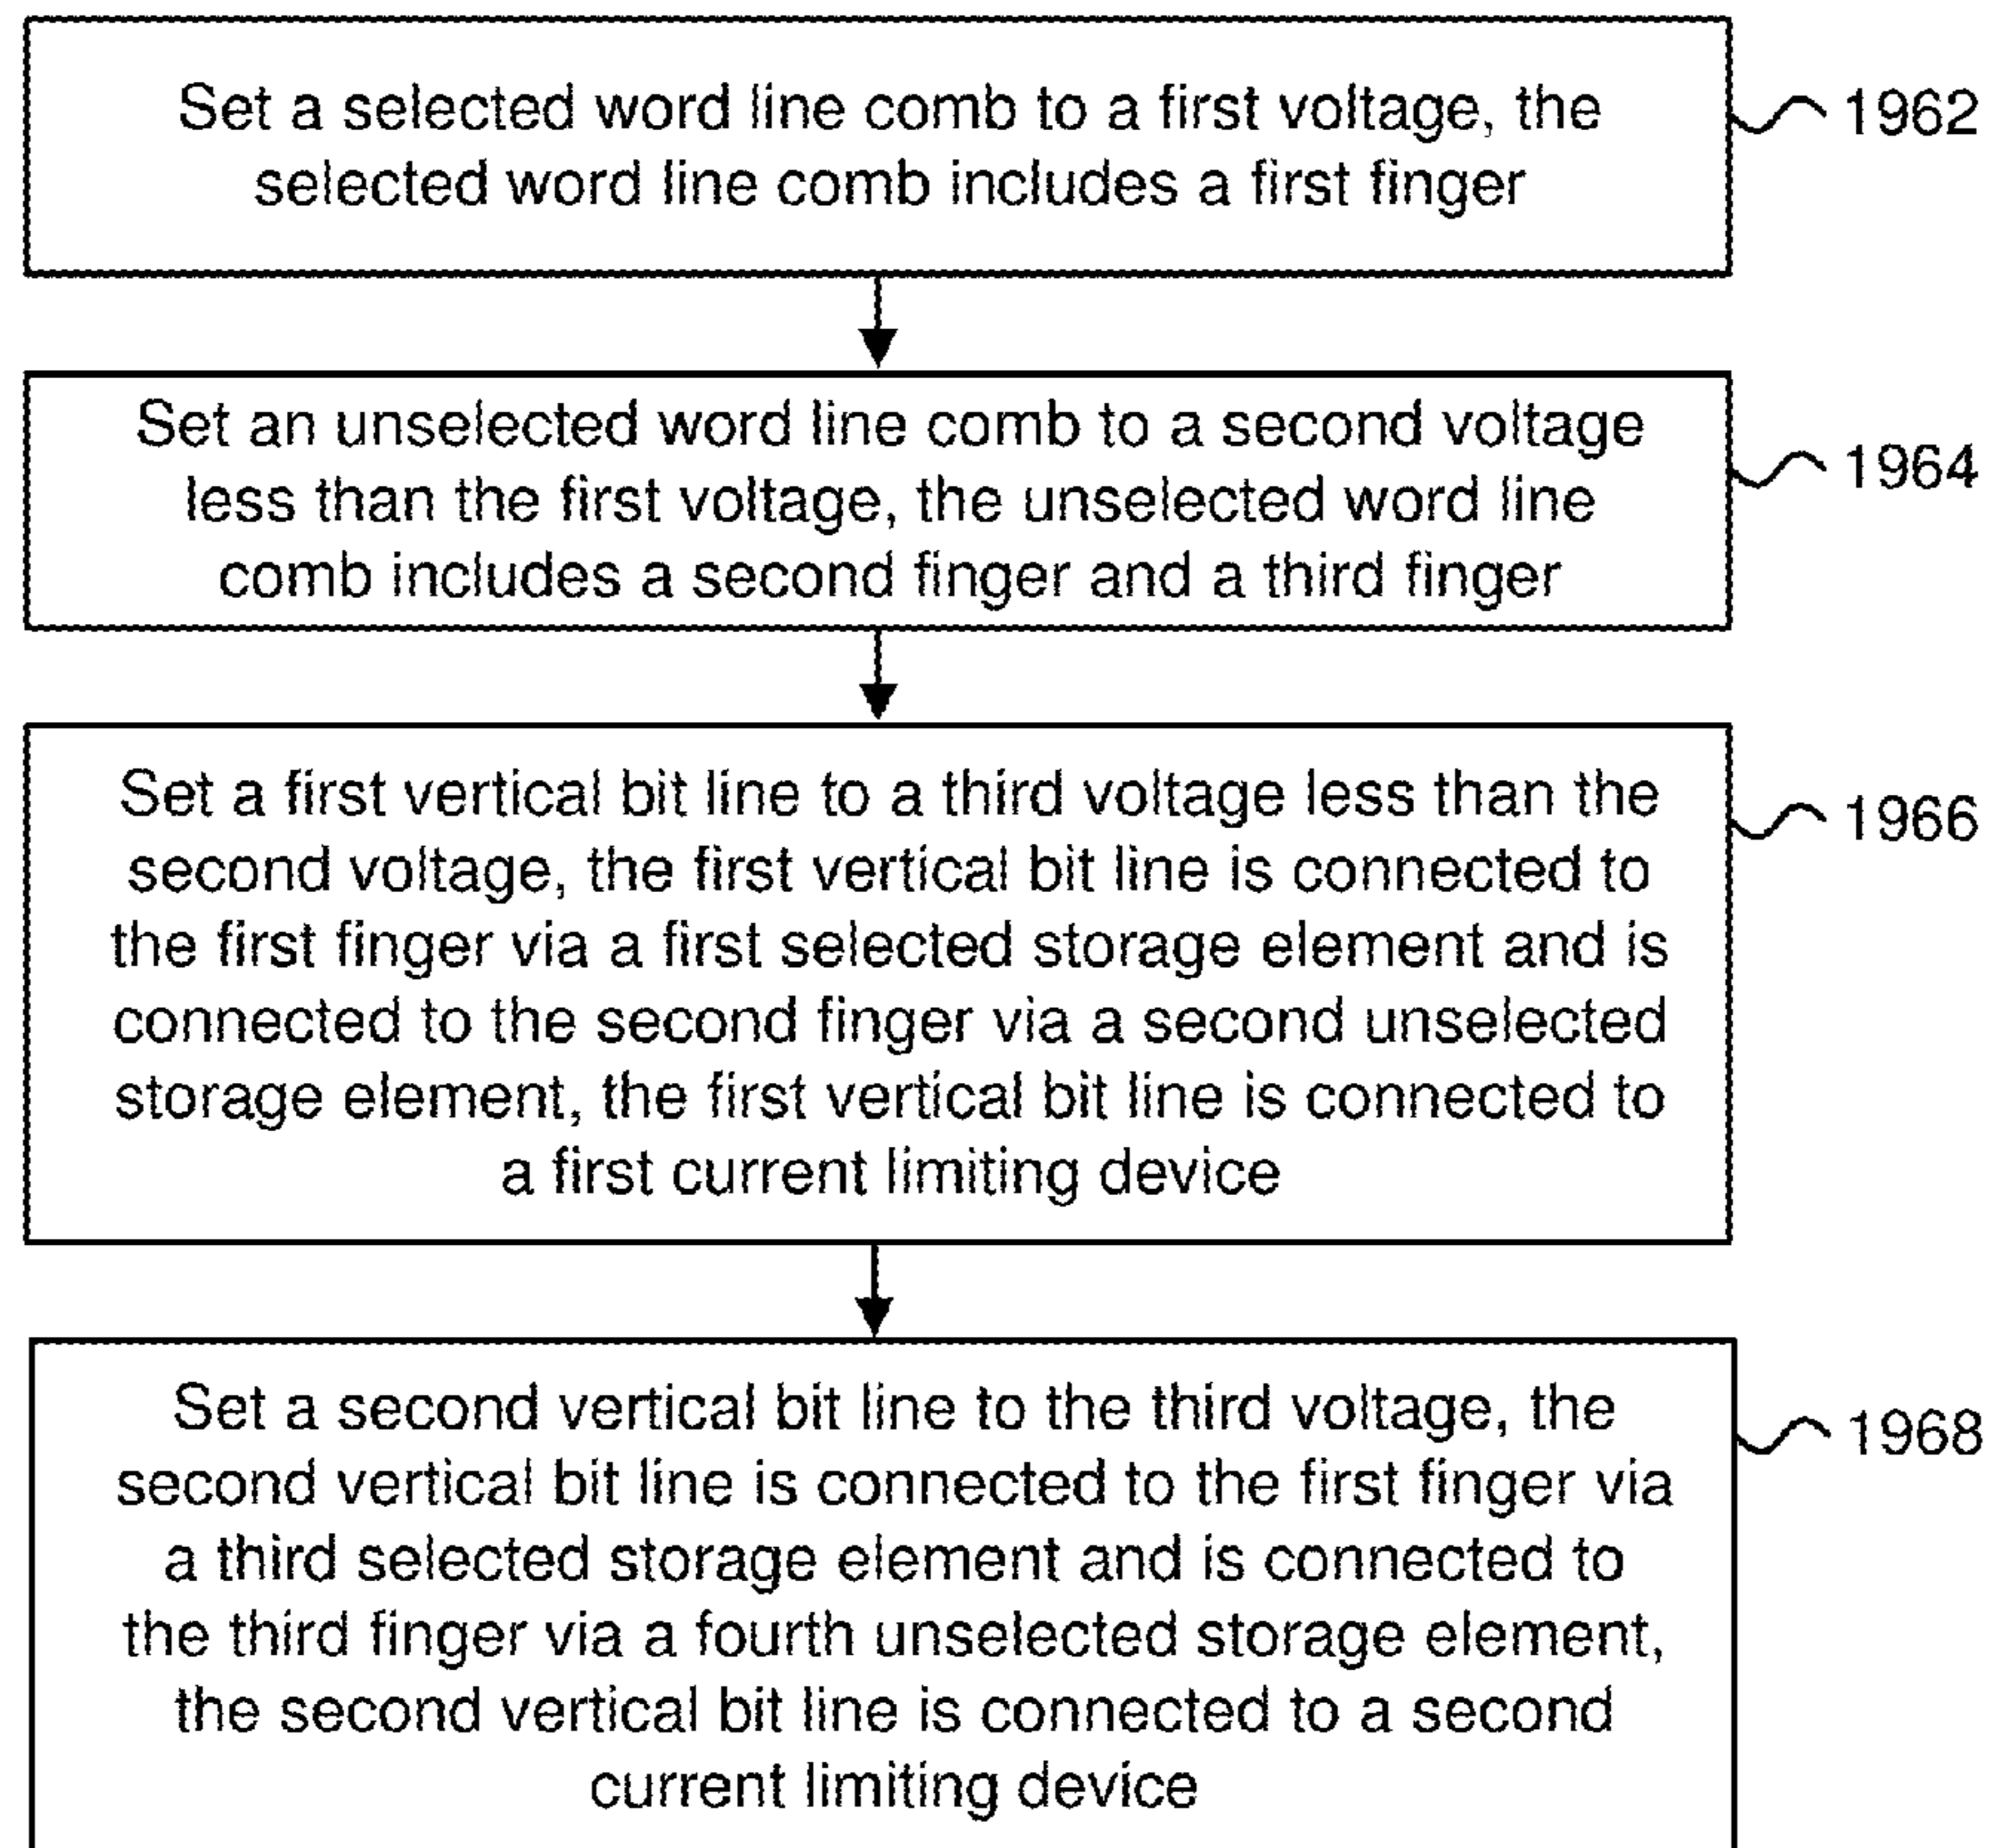 Set a selected word line comb to a first voltage, the
selected word line comb includes a first finger
1962
Set an unselected word line comb to a second voltage
less than the first voltage, the unselected word line
comb includes a second finger and a third finger
1964
Set a first vertical bit line to a third voltage less than the
second voltage, the first vertical bit line is connected to
the first finger via a first selected storage element and is
connected to the second finger via a second unselected
storage element, the first vertical bit line is connected to
a first current limiting device
1966
Set a second vertical bit line to the third voltage, the
second vertical bit line is connected to the first finger via
a third selected storage element and is connected to
the third finger via a fourth unselected storage element,
the second vertical bit line is connected to a second
current limiting device
1968